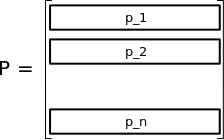 p_1
P =
p_2
p_n